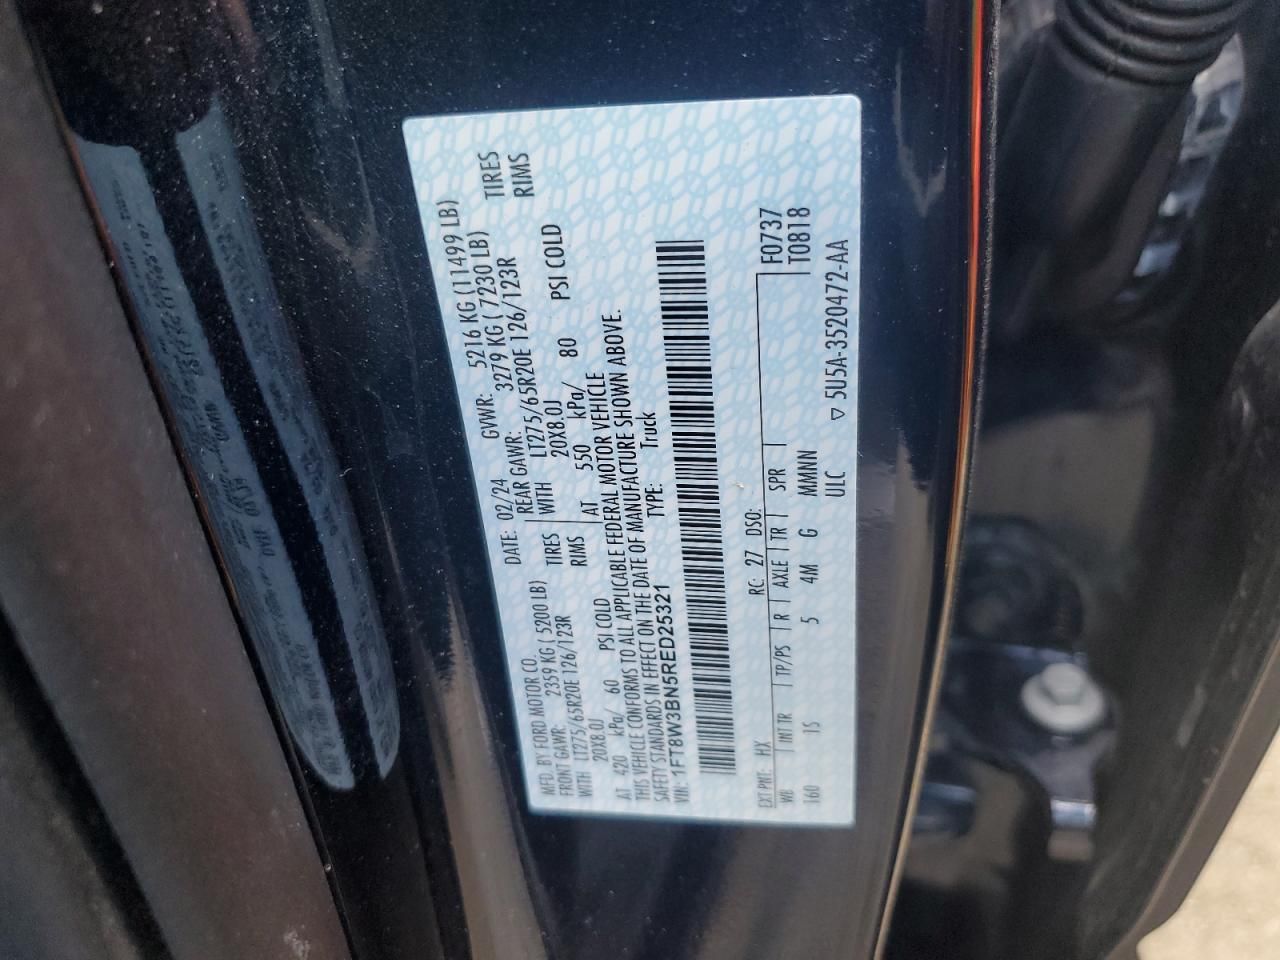 MFD. BY FORD MOTOR CO.
DATE: 02/24 GVWR: 5216 KG (11499 LB)
FRONT GAWR: 2359 KG ( 5200 LB)
REAR GAWR: 3279 KG ( 7230 LB)
WITH LT275/65R20E 126/123R TIRES
WITH LT275/65R20E 126/123R TIRES
20X8.0J RIMS
20X8.0J RIMS
AT 420 kPa/ 60 PSI COLD
AT 550 kPa/ 80 PSI COLD
THIS VEHICLE CONFORMS TO ALL APPLICABLE FEDERAL MOTOR VEHICLE
SAFETY STANDARDS IN EFFECT ON THE DATE OF MANUFACTURE SHOWN ABOVE.
VIN: 1FT8W3BN5RED25321
TYPE: Truck
EXT PNT: HX RC: 27 DSO: F0737
WB INT TR TP/PS R AXLE TR SPR T0818
160 IS 5 4M G MMNN
ULC ▽ 5U5A-3520472-AA